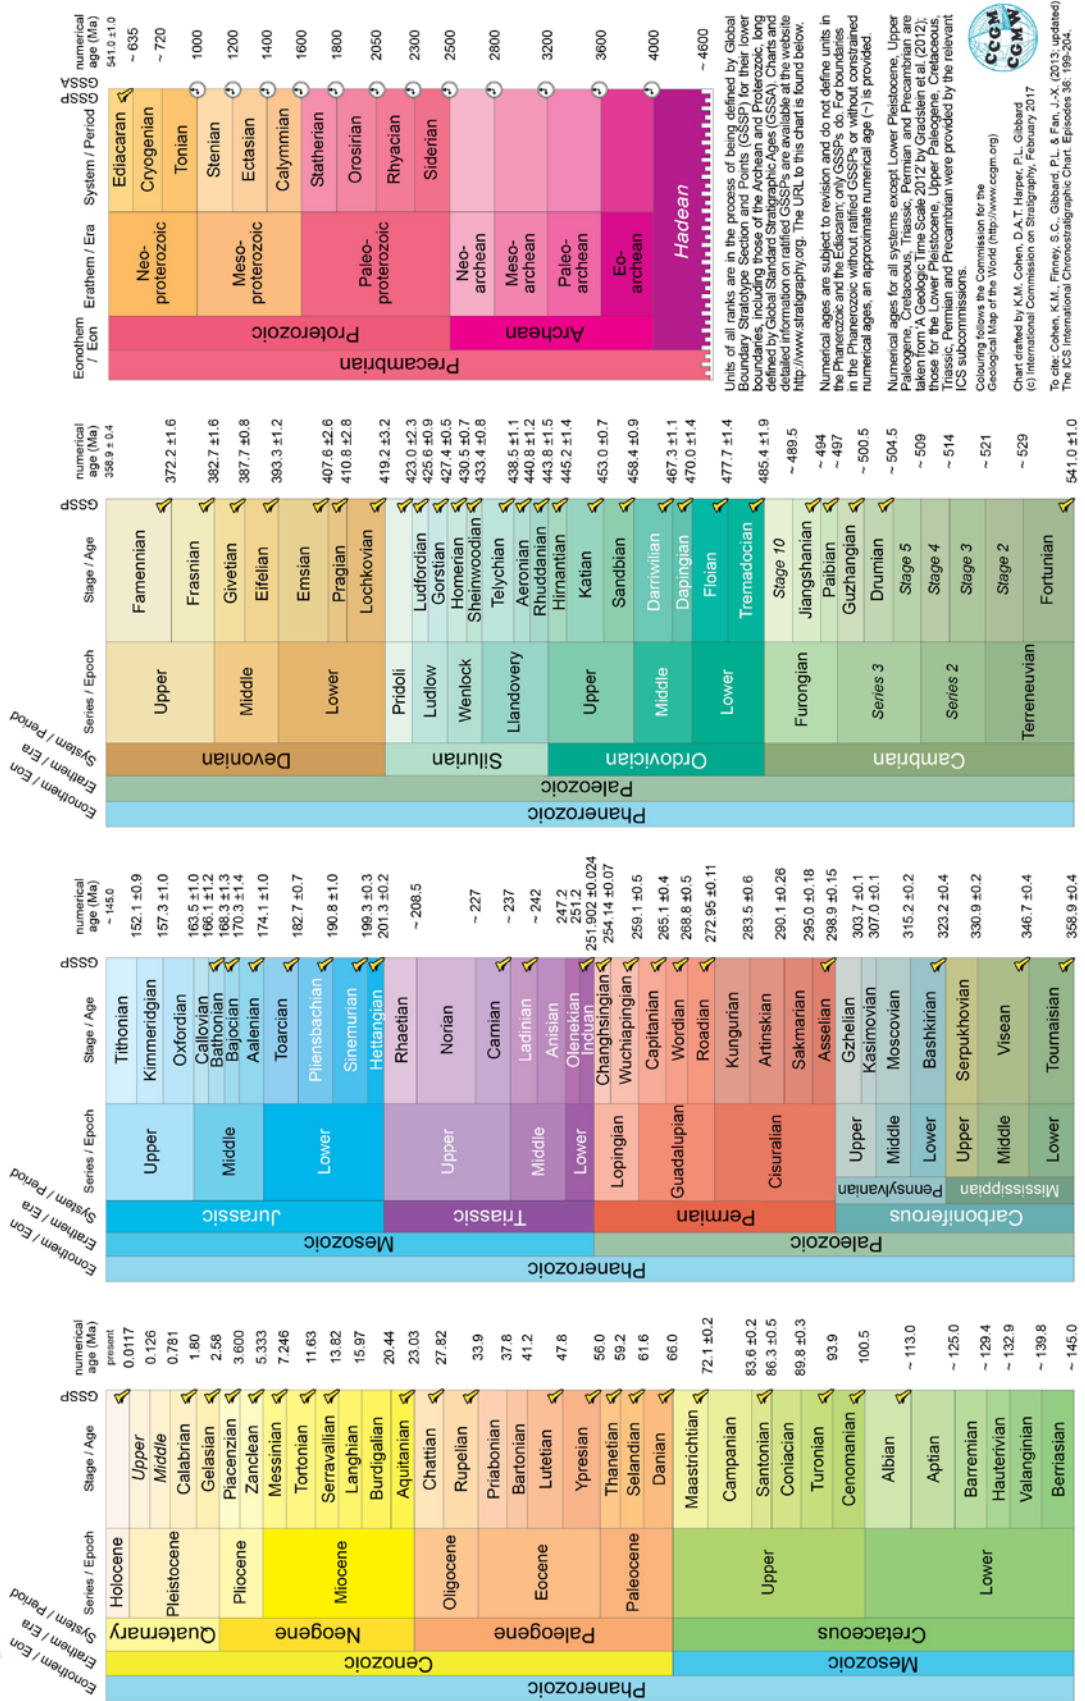 Eonothem / Eon
Erathem / Era
System / Period
Series / Epoch
Stage / Age
GSSP
numerical
age (Ma)
present
Phanerozoic
Cenozoic
Quaternary
Holocene
0.0117
Pleistocene
Upper
0.126
Middle
0.781
Calabrian
1.80
Gelasian
2.58
Neogene
Pliocene
Piacenzian
3.600
Zanclean
5.333
Miocene
Messinian
7.246
Tortonian
11.63
Serravallian
13.82
Langhian
15.97
Burdigalian
20.44
Aquitanian
23.03
Paleogene
Oligocene
Chattian
27.82
Rupelian
33.9
Eocene
Priabonian
37.8
Bartonian
41.2
Lutetian
47.8
Ypresian
56.0
Paleocene
Thanetian
59.2
Selandian
61.6
Danian
66.0
Mesozoic
Cretaceous
Upper
Maastrichtian
72.1 ±0.2
Campanian
83.6 ±0.2
Santonian
86.3 ±0.5
Coniacian
89.8 ±0.3
Turonian
93.9
Cenomanian
100.5
Lower
Albian
~ 113.0
Aptian
~ 125.0
Barremian
~ 129.4
Hauterivian
~ 132.9
Valanginian
~ 139.8
Berriasian
~ 145.0
Eonothem / Eon
Erathem / Era
System / Period
Series / Epoch
Stage / Age
GSSP
numerical
age (Ma)
~ 145.0
Phanerozoic
Mesozoic
Jurassic
Upper
Tithonian
152.1 ±0.9
Kimmeridgian
157.3 ±1.0
Oxfordian
163.5 ±1.0
Middle
Callovian
166.1 ±1.2
Bathonian
168.3 ±1.3
Bajocian
170.3 ±1.4
Aalenian
174.1 ±1.0
Lower
Toarcian
182.7 ±0.7
Pliensbachian
190.8 ±1.0
Sinemurian
199.3 ±0.3
Hettangian
201.3 ±0.2
Triassic
Upper
Rhaetian
~208.5
Norian
~ 227
Carnian
~ 237
Middle
Ladinian
~ 242
Anisian
247.2
Lower
Olenekian
251.2
Induan
251.902 ±0.024
Paleozoic
Permian
Lopingian
Changhsingian
254.14 ±0.07
Wuchiapingian
259.1 ±0.5
Guadalupian
Capitanian
265.1 ±0.4
Wordian
268.8 ±0.5
Roadian
272.95 ±0.11
Cisuralian
Kungurian
283.5 ±0.6
Artinskian
290.1 ±0.26
Sakmarian
295.0 ±0.18
Asselian
298.9 ±0.15
Carboniferous
Pennsylvanian
Upper
Gzhelian
303.7 ±0.1
Kasimovian
307.0 ±0.1
Middle
Moscovian
315.2 ±0.2
Lower
Bashkirian
323.2 ±0.4
Mississippian
Upper
Serpukhovian
330.9 ±0.2
Middle
Visean
346.7 ±0.4
Lower
Tournaisian
358.9 ±0.4
Eonothem / Eon
Erathem / Era
System / Period
Series / Epoch
Stage / Age
GSSP
numerical
age (Ma)
358.9 ± 0.4
Phanerozoic
Paleozoic
Devonian
Upper
Famennian
372.2 ±1.6
Frasnian
382.7 ±1.6
Middle
Givetian
387.7 ±0.8
Eifelian
393.3 ±1.2
Lower
Emsian
407.6 ±2.6
Pragian
410.8 ±2.8
Lochkovian
419.2 ±3.2
Silurian
Pridoli
423.0 ±2.3
Ludlow
Ludfordian
425.6 ±0.9
Gorstian
427.4 ±0.5
Wenlock
Homerian
430.5 ±0.7
Sheinwoodian
433.4 ±0.8
Llandovery
Telychian
438.5 ±1.1
Aeronian
440.8 ±1.2
Rhuddanian
443.8 ±1.5
Ordovician
Upper
Hirnantian
445.2 ±1.4
Katian
453.0 ±0.7
Sandbian
458.4 ±0.9
Middle
Darriwilian
467.3 ±1.1
Dapingian
470.0 ±1.4
Lower
Floian
477.7 ±1.4
Tremadocian
485.4 ±1.9
Cambrian
Furongian
Stage 10
~ 489.5
Jiangshanian
~ 494
Paibian
~ 497
Series 3
Guzhangian
~ 500.5
Drumian
~ 504.5
Stage 5
~ 509
Series 2
Stage 4
~ 514
Stage 3
~ 521
Terreneuvian
Stage 2
~ 529
Fortunian
541.0 ±1.0
Eonothem
/ Eon
Erathem / Era
System / Period
GSSP
GSSA
numerical
age (Ma)
541.0 ±1.0
Precambrian
Proterozoic
Neo-
proterozoic
Ediacaran
~ 635
Cryogenian
~ 720
Tonian
1000
Meso-
proterozoic
Stenian
1200
Ectasian
1400
Calymmian
1600
Paleo-
proterozoic
Statherian
1800
Orosirian
2050
Rhyacian
2300
Siderian
2500
Archean
Neo-
archean
2800
Meso-
archean
3200
Paleo-
archean
3600
Eo-
archean
4000
Hadean
~ 4600
Units of all ranks are in the process of being defined by Global
Boundary Stratotype Section and Points (GSSP) for their lower
boundaries, including those of the Archean and Proterozoic, long
defined by Global Standard Stratigraphic Ages (GSSA). Charts and
detailed information on ratified GSSPs are available at the website
http://www.stratigraphy.org. The URL to this chart is found below.
Numerical ages are subject to revision and do not define units in
the Phanerozoic and the Ediacaran; only GSSPs do. For boundaries
in the Phanerozoic without ratified GSSPs or without constrained
numerical ages, an approximate numerical age (~) is provided.
Numerical ages for all systems except Lower Pleistocene, Upper
Paleogene, Cretaceous, Triassic, Permian and Precambrian are
taken from 'A Geologic Time Scale 2012' by Gradstein et al. (2012);
those for the Lower Pleistocene, Upper Paleogene, Cretaceous,
Triassic, Permian and Precambrian were provided by the relevant
ICS subcommissions.
Colouring follows the Commission for the
Geological Map of the World (http://www.ccgm.org)
Chart drafted by K.M. Cohen, D.A.T. Harper, P.L. Gibbard
(c) International Commission on Stratigraphy, February 2017
To cite: Cohen, K.M., Finney, S.C., Gibbard, P.L. & Fan, J.-X. (2013; updated)
The ICS International Chronostratigraphic Chart. Episodes 36: 199-204.
CCGM
CGMW